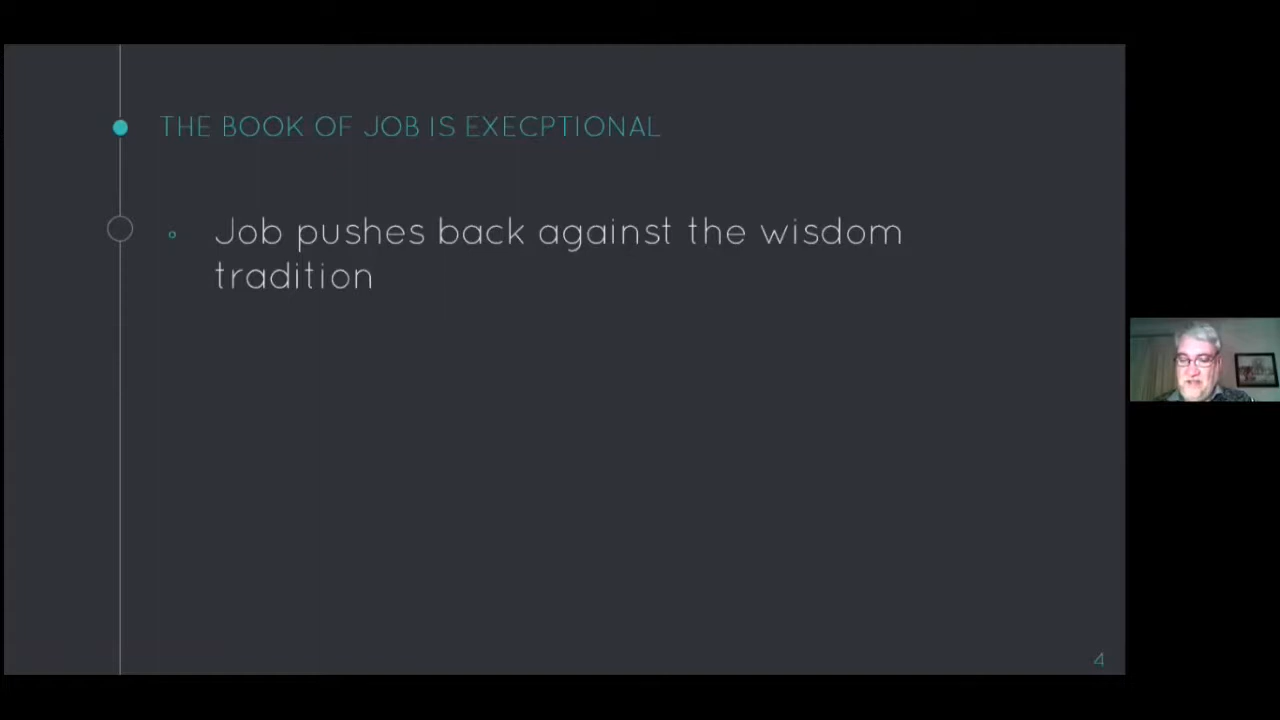 THE BOOK OF JOB IS EXECPTIONAL
Job pushes back against the wisdom
tradition
4